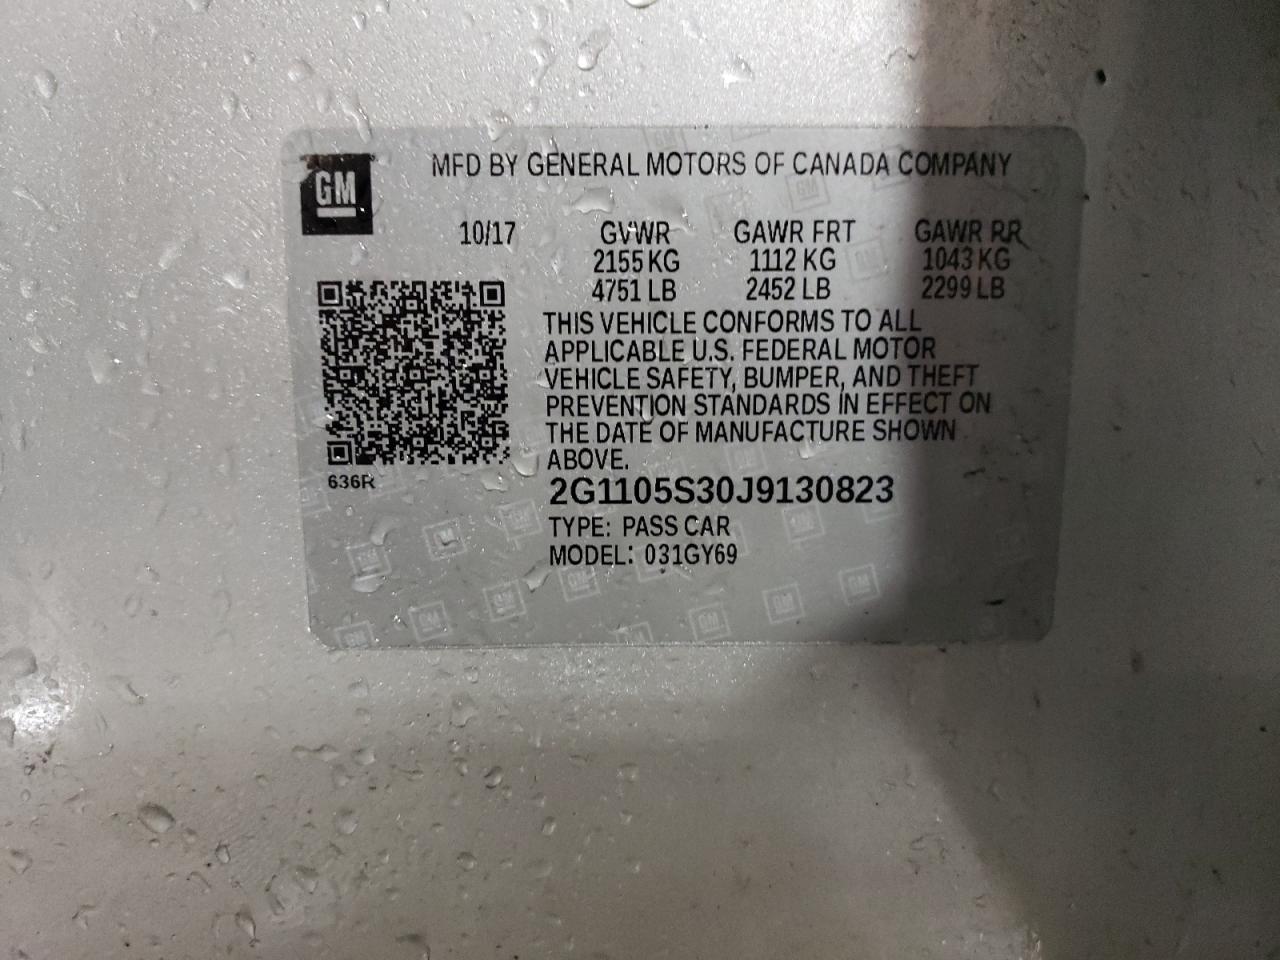 GM
MFD BY GENERAL MOTORS OF CANADA COMPANY
10/17 GVWR GAWR FRT GAWR RR
2155 KG 1112 KG 1043 KG
4751 LB 2452 LB 2299 LB
THIS VEHICLE CONFORMS TO ALL
APPLICABLE U.S. FEDERAL MOTOR
VEHICLE SAFETY, BUMPER, AND THEFT
PREVENTION STANDARDS IN EFFECT ON
THE DATE OF MANUFACTURE SHOWN
ABOVE.
636R
2G1105S30J9130823
TYPE: PASS CAR
MODEL: 031GY69